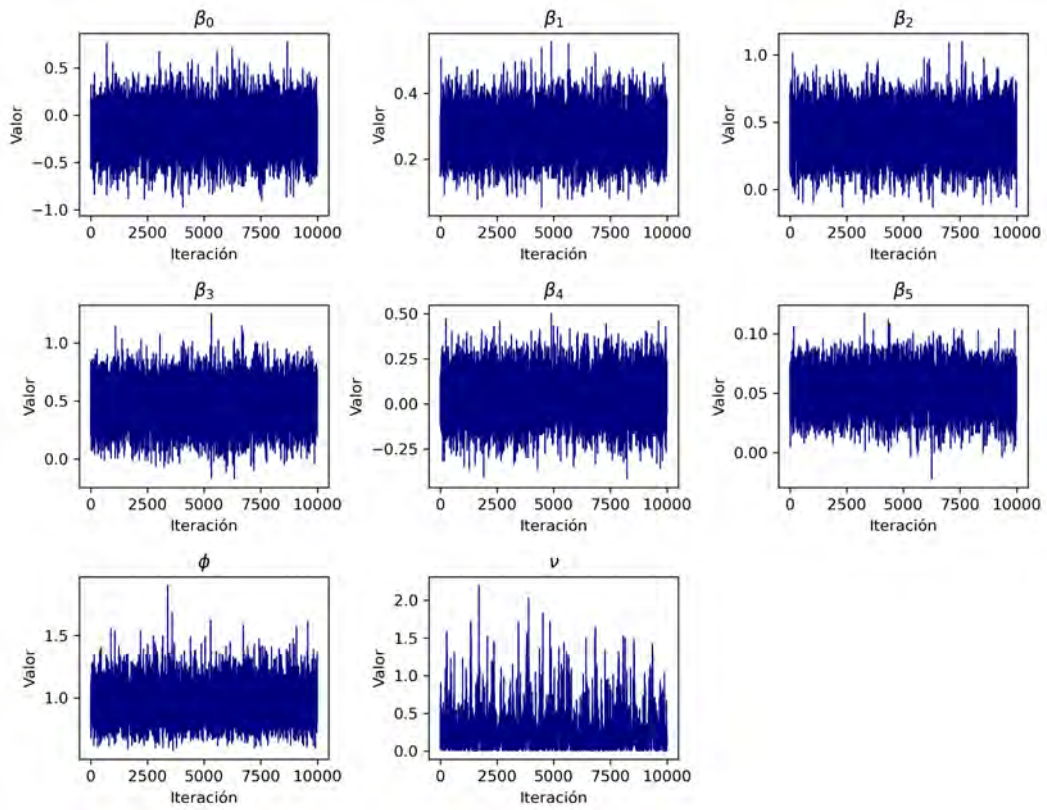 β0
β1
β2
Valor
0.5
0.0
−0.5
−1.0
0
2500
5000
7500
10000
Iteración
Valor
0.4
0.2
0
2500
5000
7500
10000
Iteración
Valor
1.0
0.5
0.0
0
2500
5000
7500
10000
Iteración
β3
β4
β5
Valor
1.0
0.5
0.0
0
2500
5000
7500
10000
Iteración
Valor
0.50
0.25
0.00
−0.25
0
2500
5000
7500
10000
Iteración
Valor
0.10
0.05
0.00
0
2500
5000
7500
10000
Iteración
ϕ
ν
Valor
1.5
1.0
0
2500
5000
7500
10000
Iteración
Valor
2.0
1.5
1.0
0.5
0.0
0
2500
5000
7500
10000
Iteración